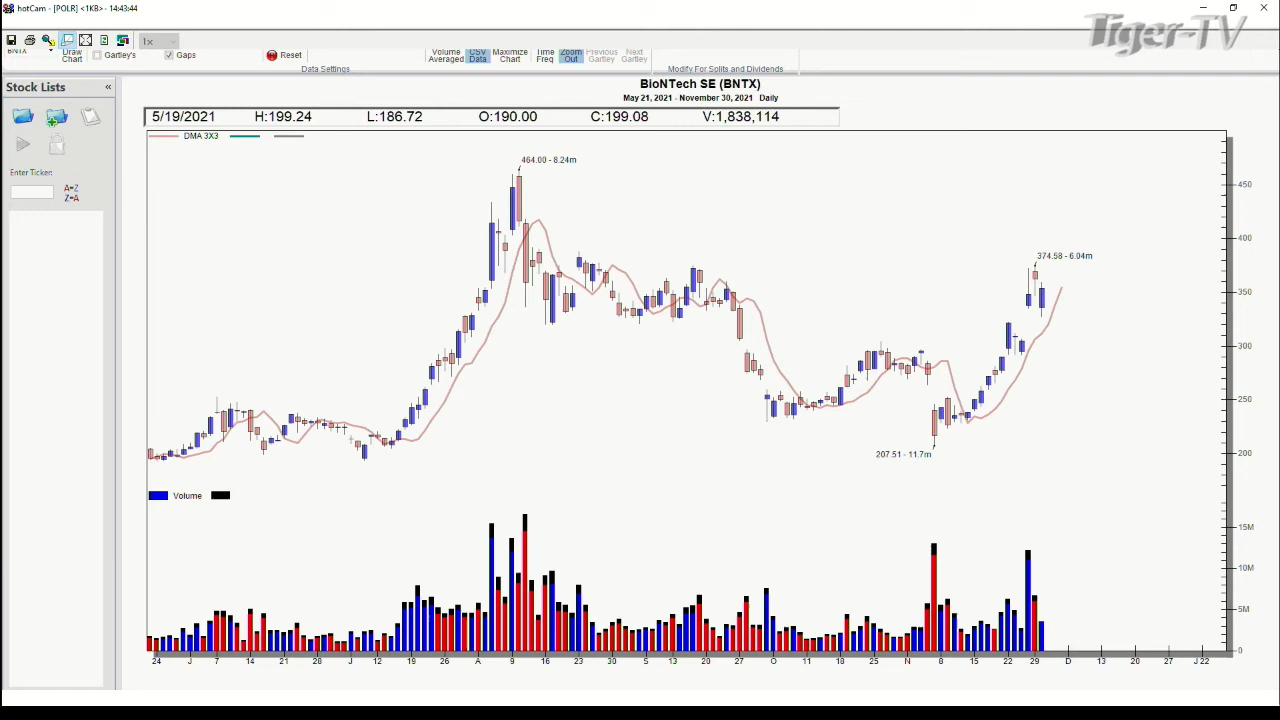 hotCam - [POLR] <1KB> - 14:43:44
Tiger-TV
1x
BNTX
Draw Chart
Gartley's
Gaps
Reset
Volume Averaged
CSV Data
Maximize Chart
Time Freq
Zoom Out
Previous Gartley
Next Gartley
Data Settings
Modify For Splits and Dividends
Stock Lists «
BioNTech SE (BNTX)
May 21, 2021 - November 30, 2021 Daily
5/19/2021 H:199.24 L:186.72 O:190.00 C:199.08 V:1,838,114
DMA 3X3
Enter Ticker:
A=Z
Z=A
464.00 - 8.24m
374.58 - 6.04m
207.51 - 11.7m
450
400
350
300
250
200
Volume
15M
10M
5M
0
24 J 7 14 21 28 J 12 19 26 A 9 16 23 30 S 13 20 27 O 11 18 25 N 8 15 22 29 D 13 20 27 J 22